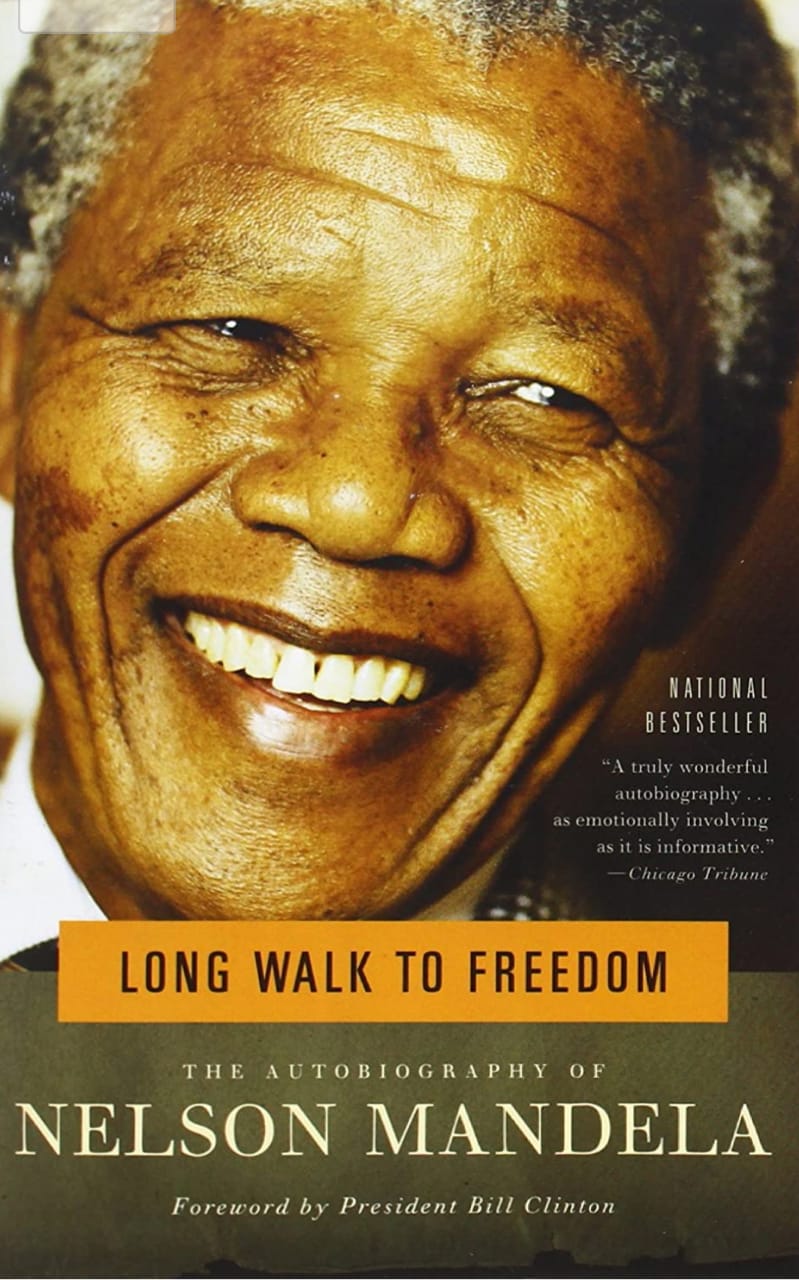 NATIONAL
BESTSELLER
“A truly wonderful
autobiography . . .
as emotionally involving
as it is informative.”
—Chicago Tribune
LONG WALK TO FREEDOM
THE AUTOBIOGRAPHY OF
NELSON MANDELA
Foreword by President Bill Clinton